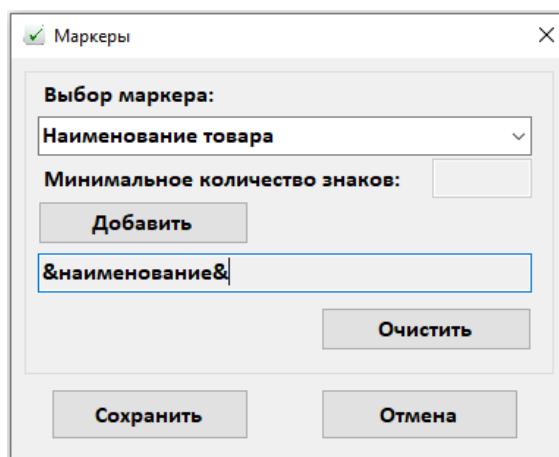 Маркеры
Выбор маркера:
Наименование товара
Минимальное количество знаков:
Добавить
&наименование&
Очистить
Сохранить Отмена